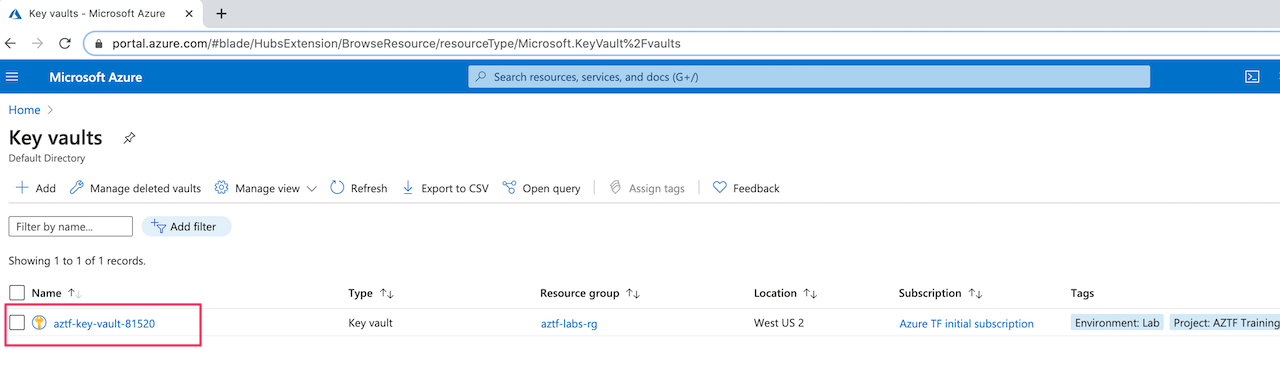 Key vaults - Microsoft Azure
portal.azure.com/#blade/HubsExtension/BrowseResource/resourceType/Microsoft.KeyVault%2Fvaults
Microsoft Azure Search resources, services, and docs (G+/)
Home
Key vaults
Default Directory
Add Manage deleted vaults Manage view Refresh Export to CSV Open query Assign tags Feedback
Filter by name... Add filter
Showing 1 to 1 of 1 records.
Name Type Resource group Location Subscription Tags
aztf-key-vault-81520 Key vault aztf-labs-rg West US 2 Azure TF initial subscription Environment: Lab Project: AZTF Training